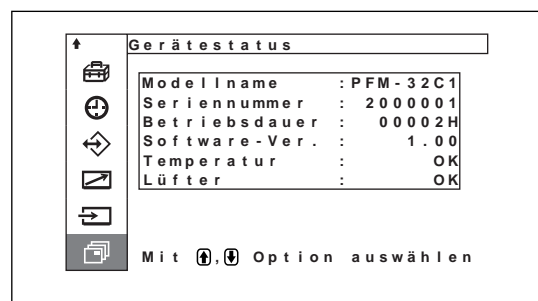 Gerätestatus
Modellname : PFM-32C1
Seriennummer : 2000001
Betriebsdauer : 00002H
Software-Ver. : 1.00
Temperatur : OK
Lüfter : OK
Mit ↑,↓ Option auswählen